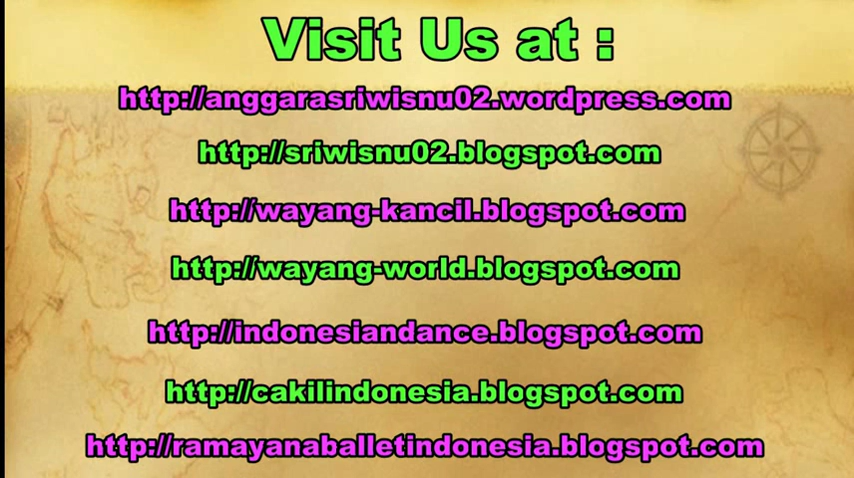 Visit Us at :
http://anggarasriwisnu02.wordpress.com
http://sriwisnu02.blogspot.com
http://wayang-kancil.blogspot.com
http://wayang-world.blogspot.com
http://indonesiandance.blogspot.com
http://cakilindonesia.blogspot.com
http://ramayanaballetindonesia.blogspot.com